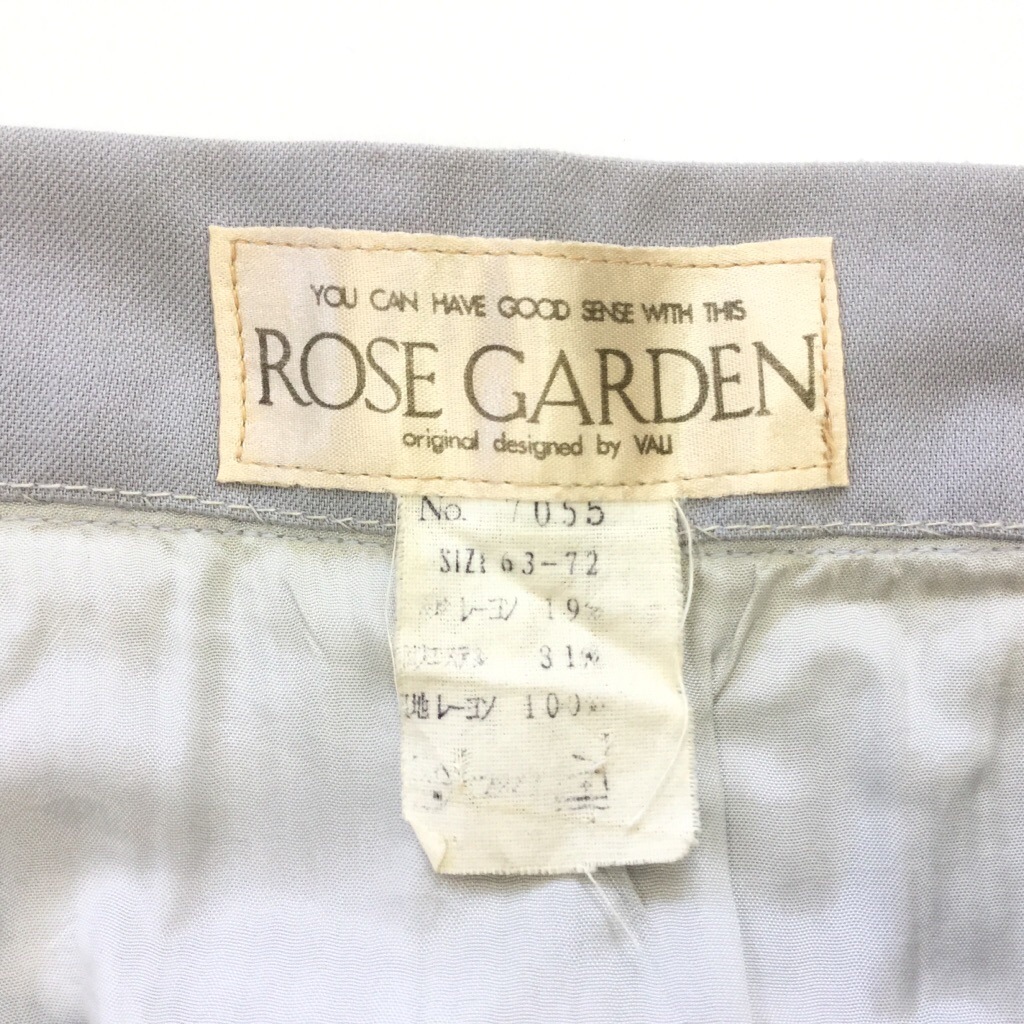 YOU CAN HAVE GOOD SENSE WITH THIS
ROSE GARDEN
original designed by VALI
No. 7055
SIZE 63-72
レーヨン 19%
81%
地 レーヨン 100%